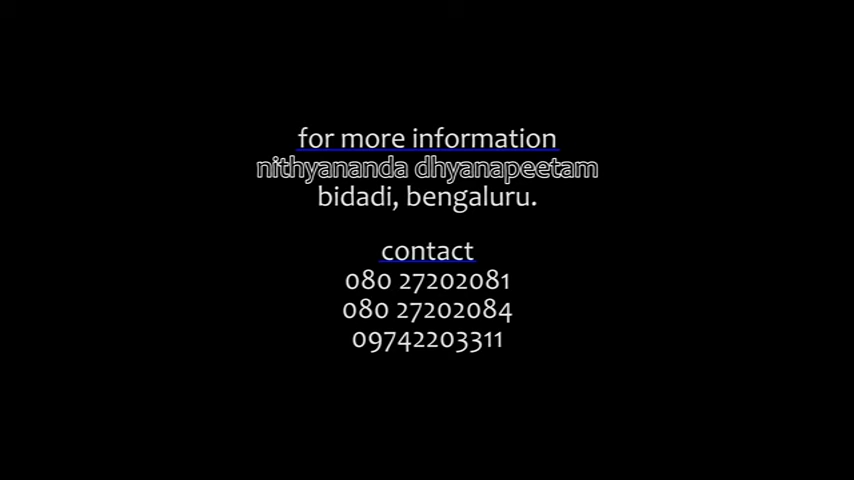 for more information
nithyananda dhyanapeetam
bidadi, bengaluru.
contact
080 27202081
080 27202084
09742203311